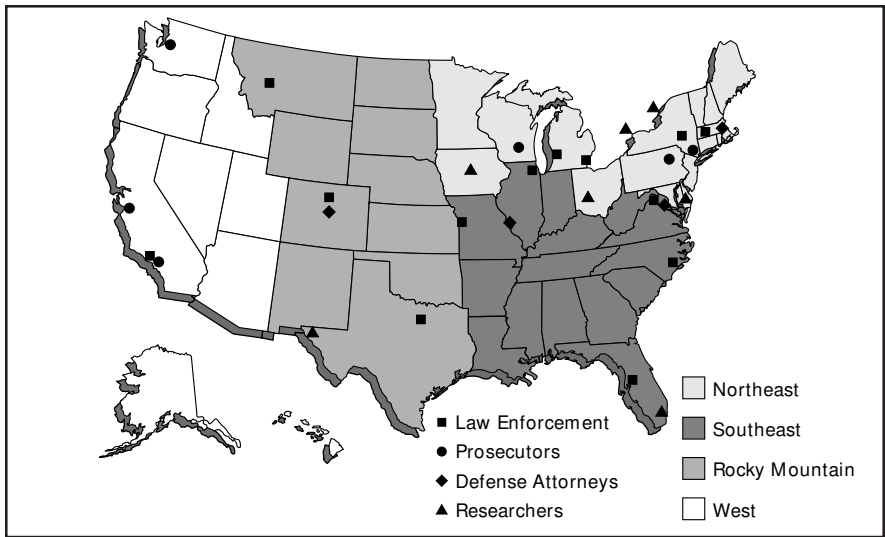 Law Enforcement
Prosecutors
Defense Attorneys
Researchers
Northeast
Southeast
Rocky Mountain
West